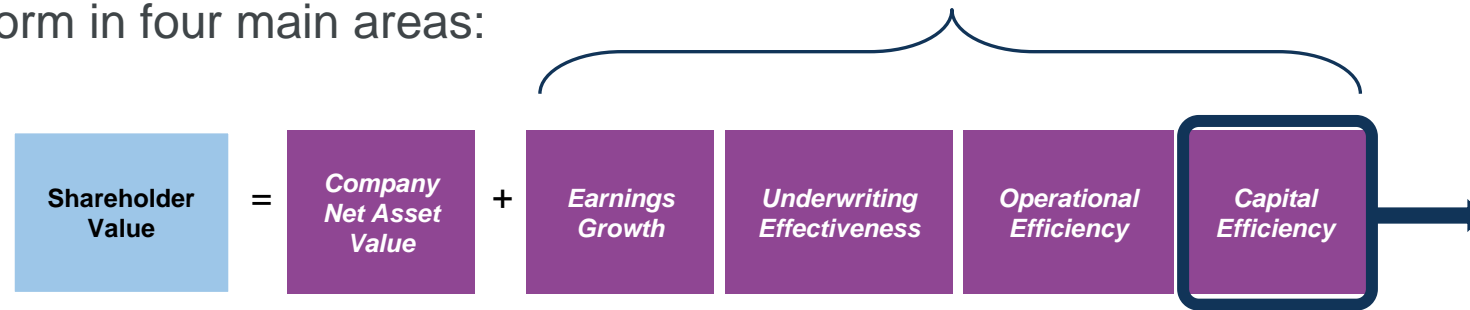 orm in four main areas:
Shareholder
Value
=
Company
Net Asset
Value
+
Earnings
Growth
Underwriting
Effectiveness
Operational
Efficiency
Capital
Efficiency